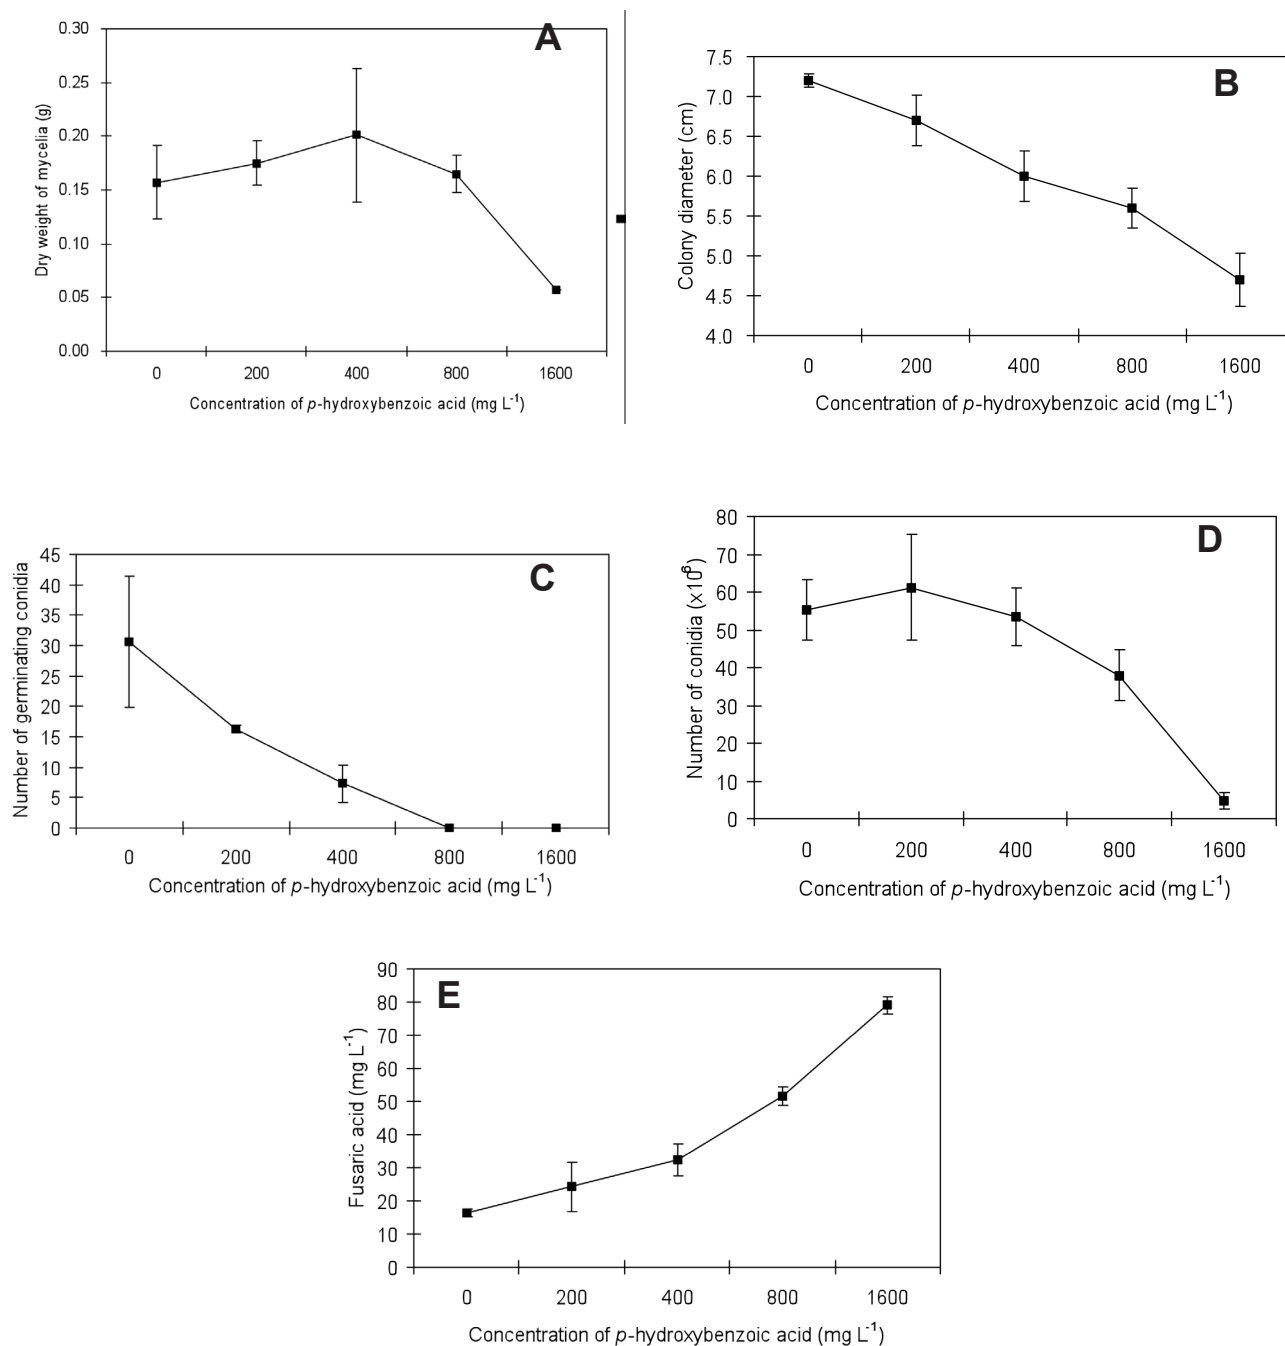 A
Dry weight of mycelia (g)
0.30
0.25
0.20
0.15
0.10
0.05
0.00
0 200 400 800 1600
Concentration of p-hydroxybenzoic acid (mg L-1)
B
Colony diameter (cm)
7.5
7.0
6.5
6.0
5.5
5.0
4.5
4.0
0 200 400 800 1600
Concentration of p-hydroxybenzoic acid (mg L-1)
C
Number of germinating conidia
45
40
35
30
25
20
15
10
5
0
0 200 400 800 1600
Concentration of p-hydroxybenzoic acid (mg L-1)
D
Number of conidia (x106)
80
70
60
50
40
30
20
10
0
0 200 400 800 1600
Concentration of p-hydroxybenzoic acid (mg L-1)
E
Fusaric acid (mg L-1)
90
80
70
60
50
40
30
20
10
0
0 200 400 800 1600
Concentration of p-hydroxybenzoic acid (mg L-1)